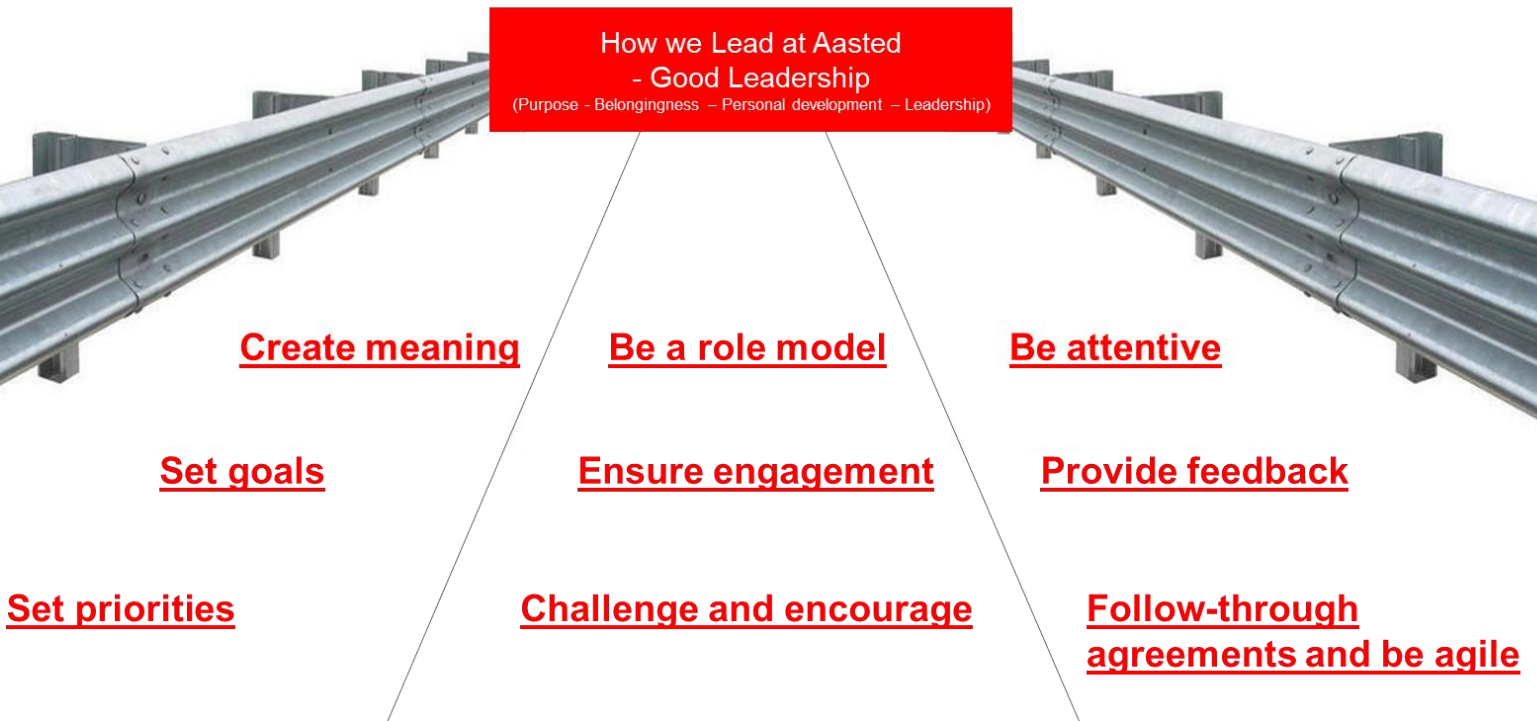 How we Lead at Aasted
- Good Leadership
(Purpose - Belongingness – Personal development – Leadership)
Create meaning
Be a role model
Be attentive
Set goals
Ensure engagement
Provide feedback
Set priorities
Challenge and encourage
Follow-through
agreements and be agile